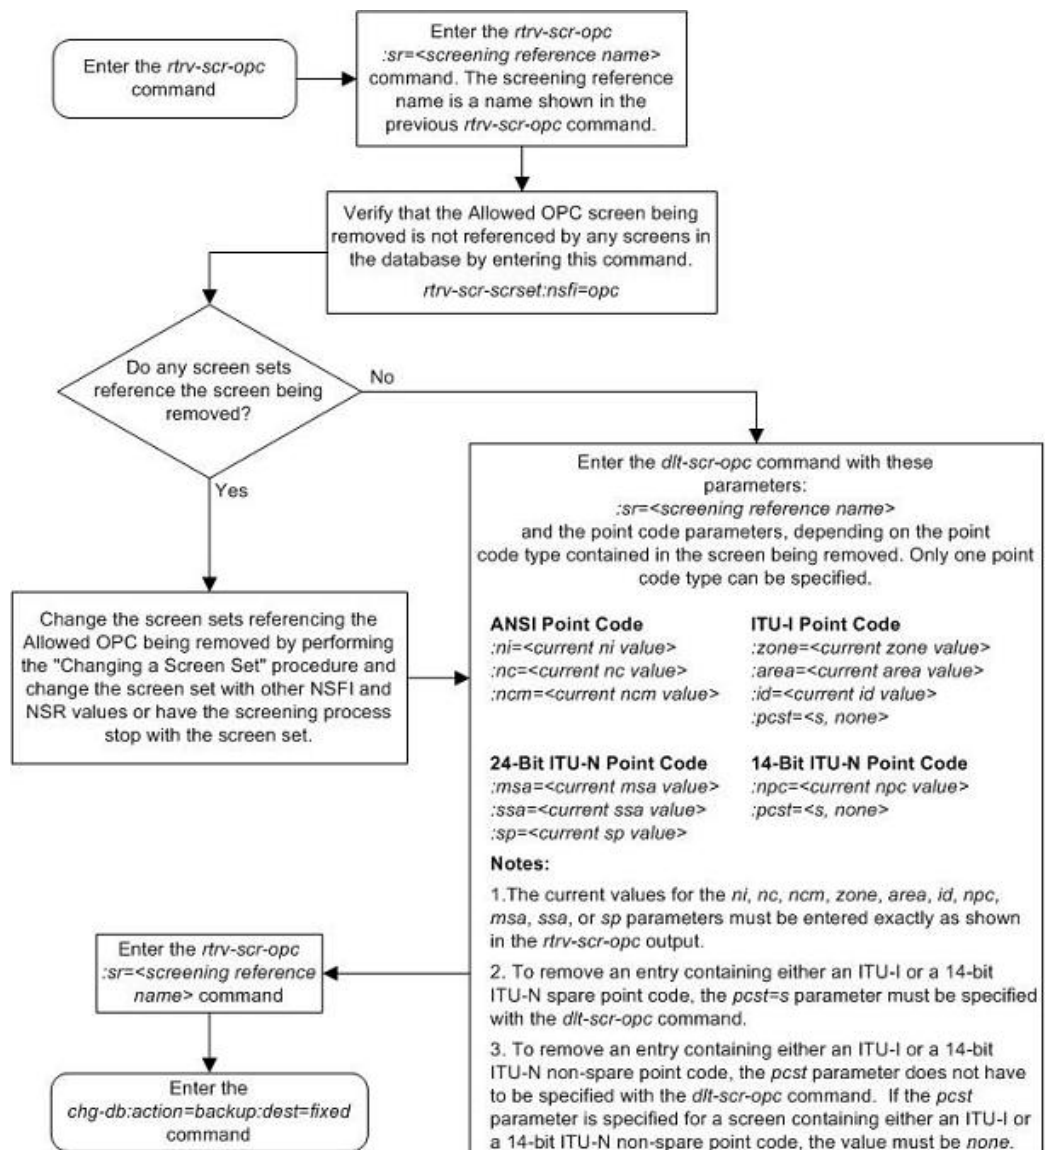 Enter the rtrv-scr-opc
command
Enter the rtrv-scr-opc
:sr=<screening reference name>
command. The screening reference
name is a name shown in the
previous rtrv-scr-opc command.
Verify that the Allowed OPC screen being
removed is not referenced by any screens in
the database by entering this command.
rtrv-scr-scrset:nsfi=opc
Do any screen sets
reference the screen being
removed?
No
Yes
Change the screen sets referencing the
Allowed OPC being removed by performing
the "Changing a Screen Set" procedure and
change the screen set with other NSFI and
NSR values or have the screening process
stop with the screen set.
Enter the dlt-scr-opc command with these
parameters:
:sr=<screening reference name>
and the point code parameters, depending on the point
code type contained in the screen being removed. Only one point
code type can be specified.
ANSI Point Code
:ni=<current ni value>
:nc=<current nc value>
:ncm=<current ncm value>
ITU-I Point Code
:zone=<current zone value>
:area=<current area value>
:id=<current id value>
:pcst=<s, none>
24-Bit ITU-N Point Code
:msa=<current msa value>
:ssa=<current ssa value>
:sp=<current sp value>
14-Bit ITU-N Point Code
:npc=<current npc value>
:pcst=<s, none>
Notes:
1.The current values for the ni, nc, ncm, zone, area, id, npc,
msa, ssa, or sp parameters must be entered exactly as shown
in the rtrv-scr-opc output.
2. To remove an entry containing either an ITU-I or a 14-bit
ITU-N spare point code, the pcst=s parameter must be specified
with the dlt-scr-opc command.
3. To remove an entry containing either an ITU-I or a 14-bit
ITU-N non-spare point code, the pcst parameter does not have
to be specified with the dlt-scr-opc command. If the pcst
parameter is specified for a screen containing either an ITU-I or
a 14-bit ITU-N non-spare point code, the value must be none.
Enter the rtrv-scr-opc
:sr=<screening reference
name> command
Enter the
chg-db:action=backup:dest=fixed
command